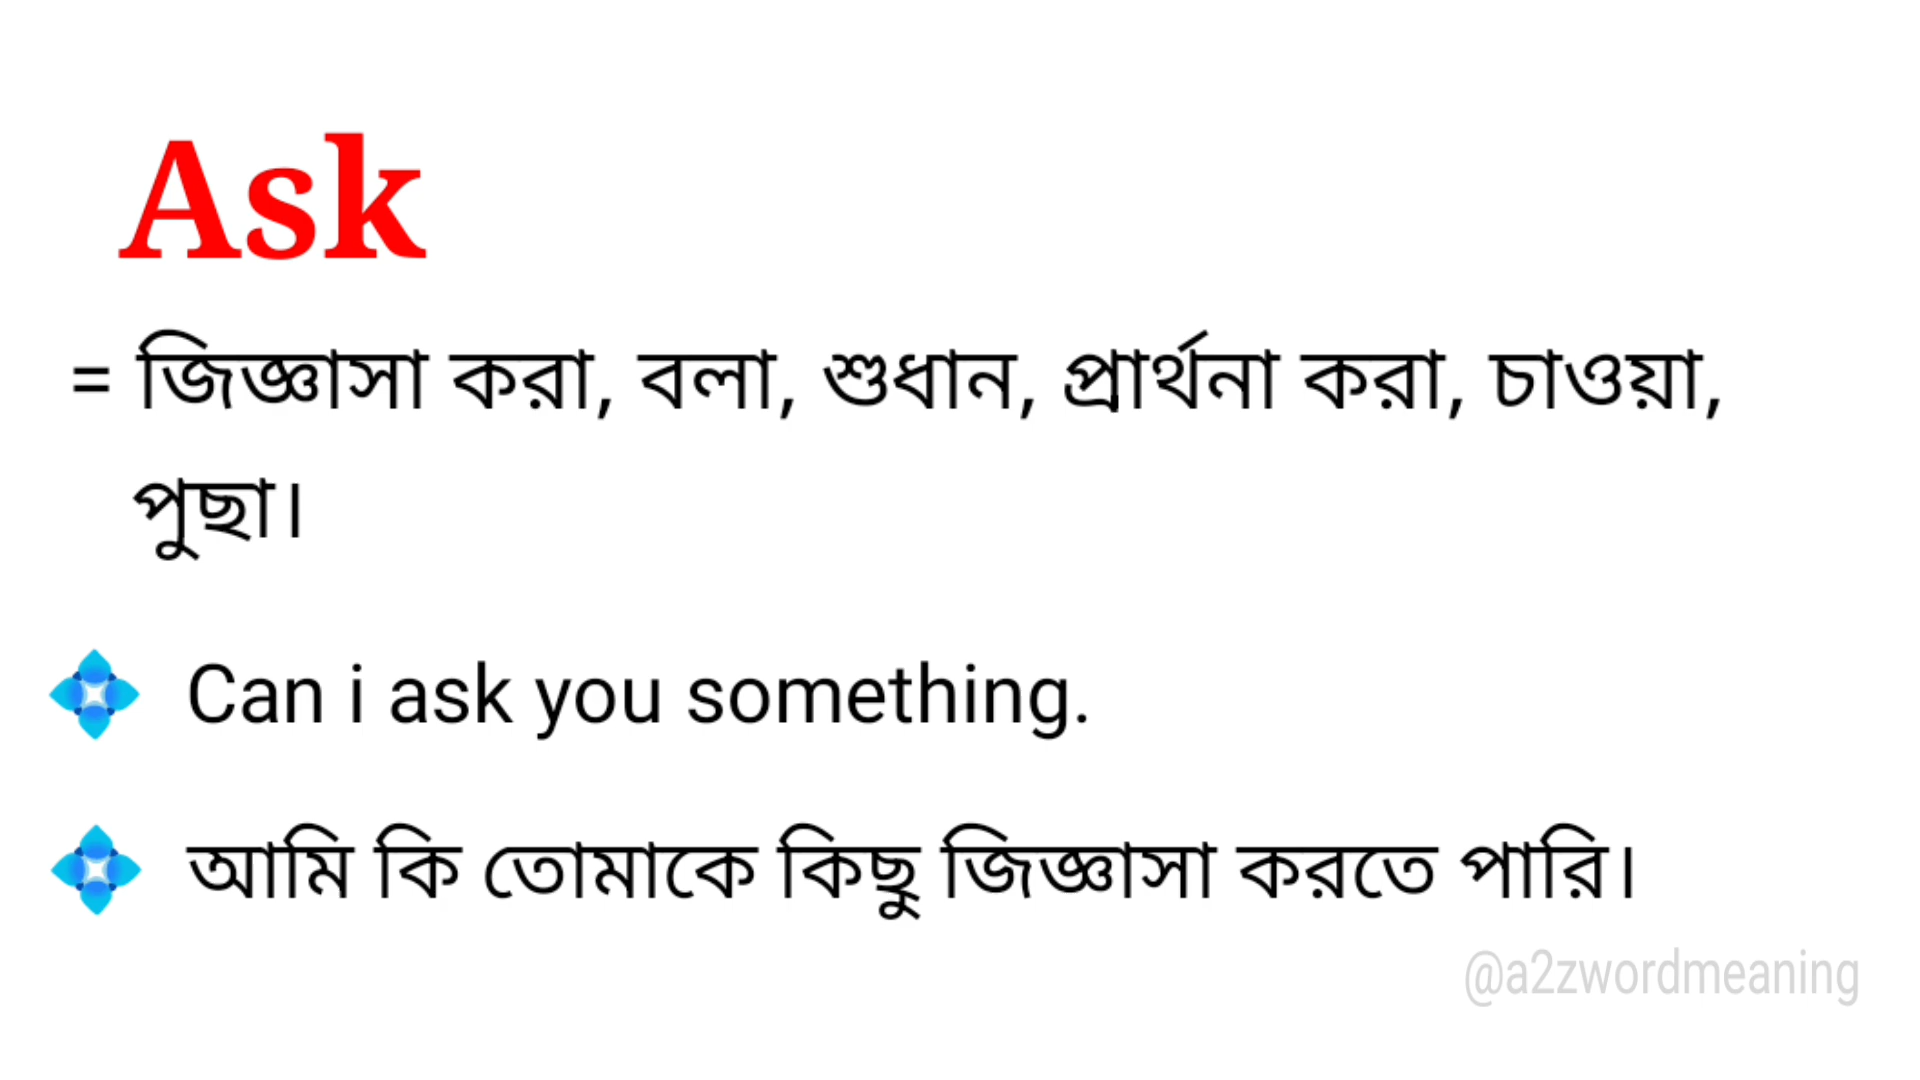 Ask
= জিজ্ঞাসা করা, বলা, শুধান, প্রার্থনা করা, চাওয়া,
পুছা।
Can i ask you something.
আমি কি তোমাকে কিছু জিজ্ঞাসা করতে পারি।
@a2zwordmeaning